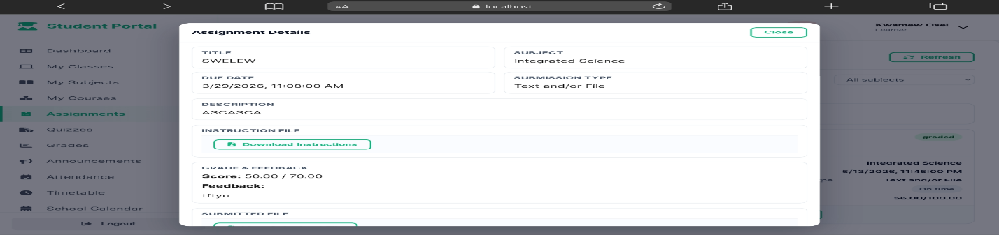 AA localhost
Student Portal
Kwamew Osei
Learner
Assignment Details
Close
Dashboard
My Classes
My Subjects
My Courses
Assignments
Quizzes
Grades
Announcements
Attendance
Timetable
School Calendar
Logout
TITLE
SWELEW
SUBJECT
Integrated Science
DUE DATE
3/29/2026, 11:08:00 AM
SUBMISSION TYPE
Text and/or File
DESCRIPTION
ASCASCA
INSTRUCTION FILE
Download Instructions
GRADE & FEEDBACK
Score: 50.00 / 70.00
Feedback:
tftyu
SUBMITTED FILE
Refresh
All subjects
graded
Integrated Science
5/13/2026, 11:45:00 PM
pe Text and/or File
On time
56.00/100.00